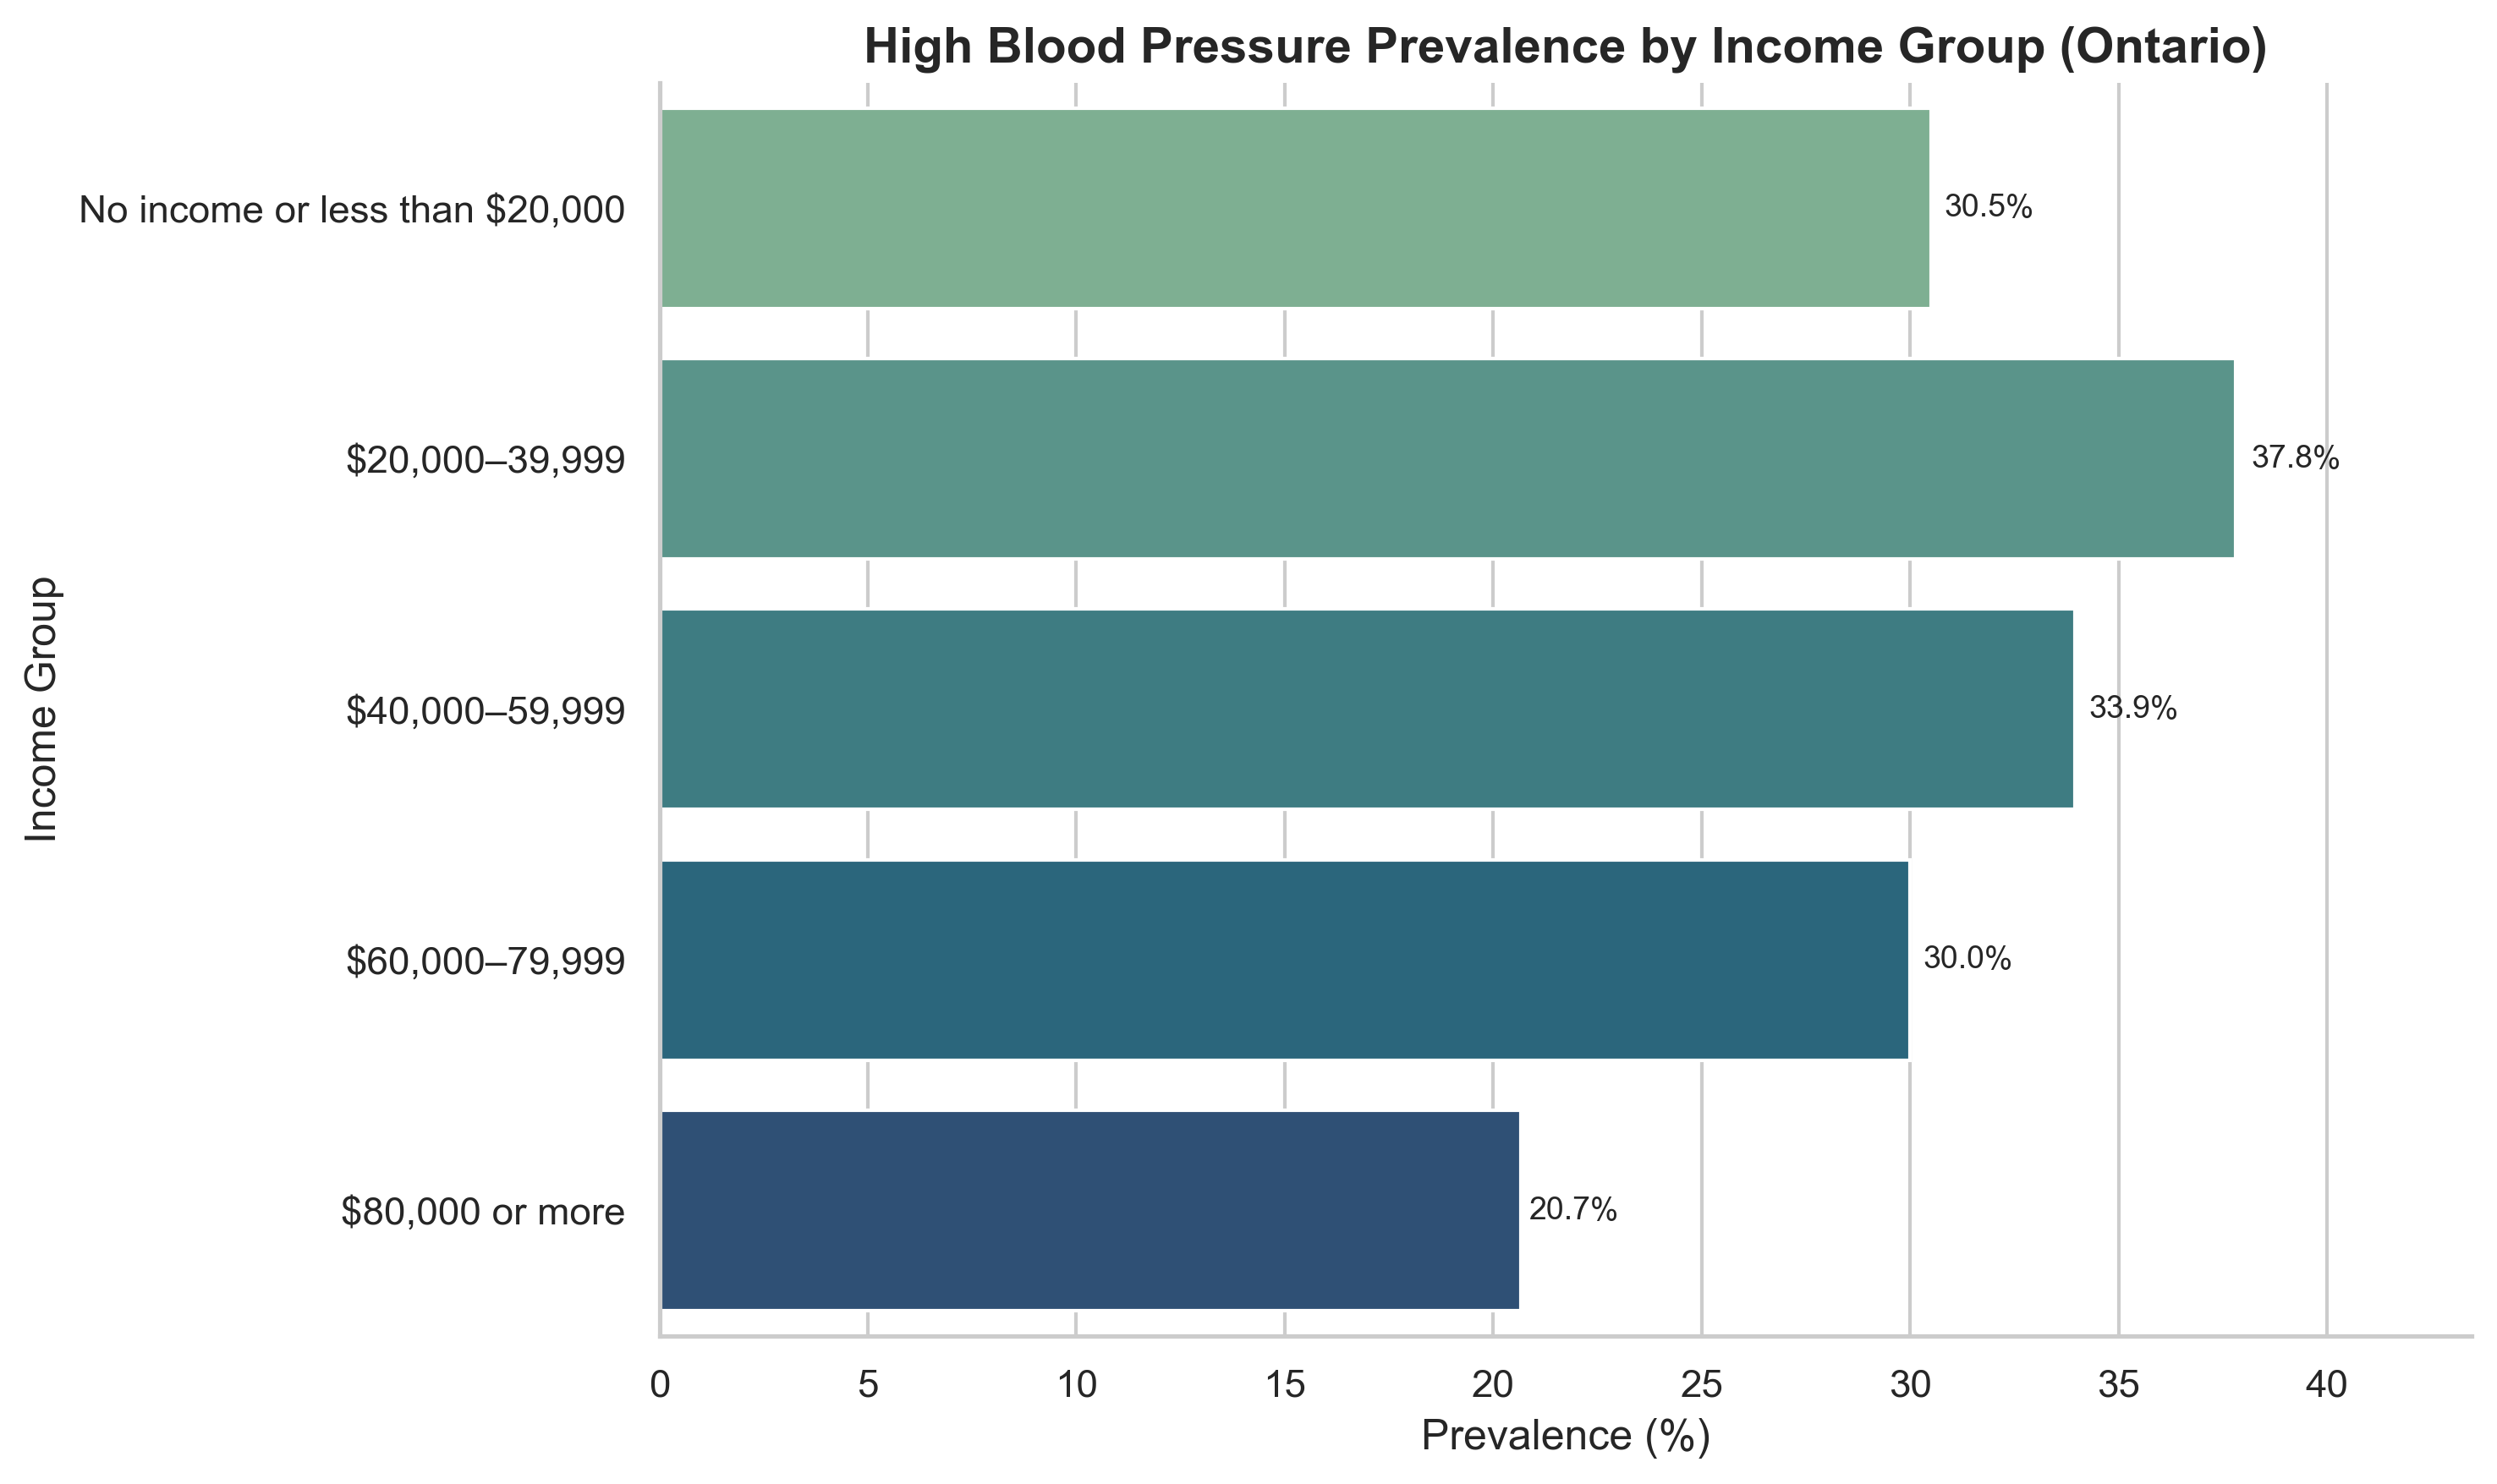 High Blood Pressure Prevalence by Income Group (Ontario)
Income Group
No income or less than $20,000
30.5%
$20,000–39,999
37.8%
$40,000–59,999
33.9%
$60,000–79,999
30.0%
$80,000 or more
20.7%
0 5 10 15 20 25 30 35 40
Prevalence (%)